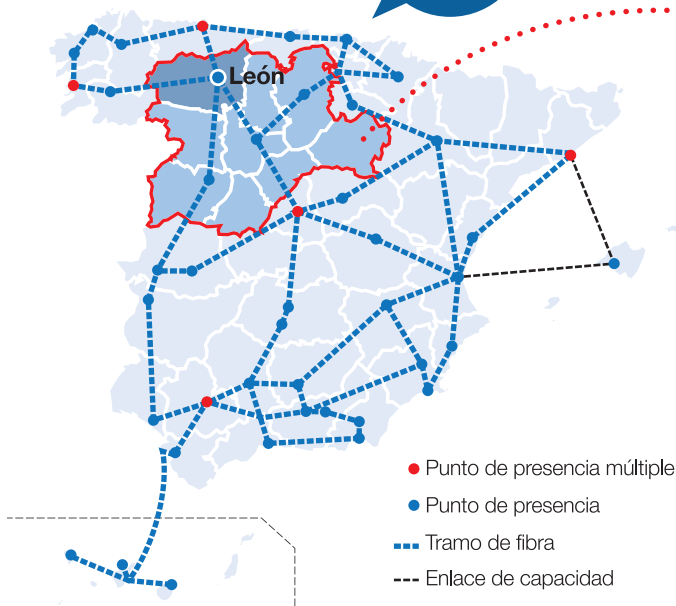 León
Punto de presencia múltiple
Punto de presencia
Tramo de fibra
Enlace de capacidad